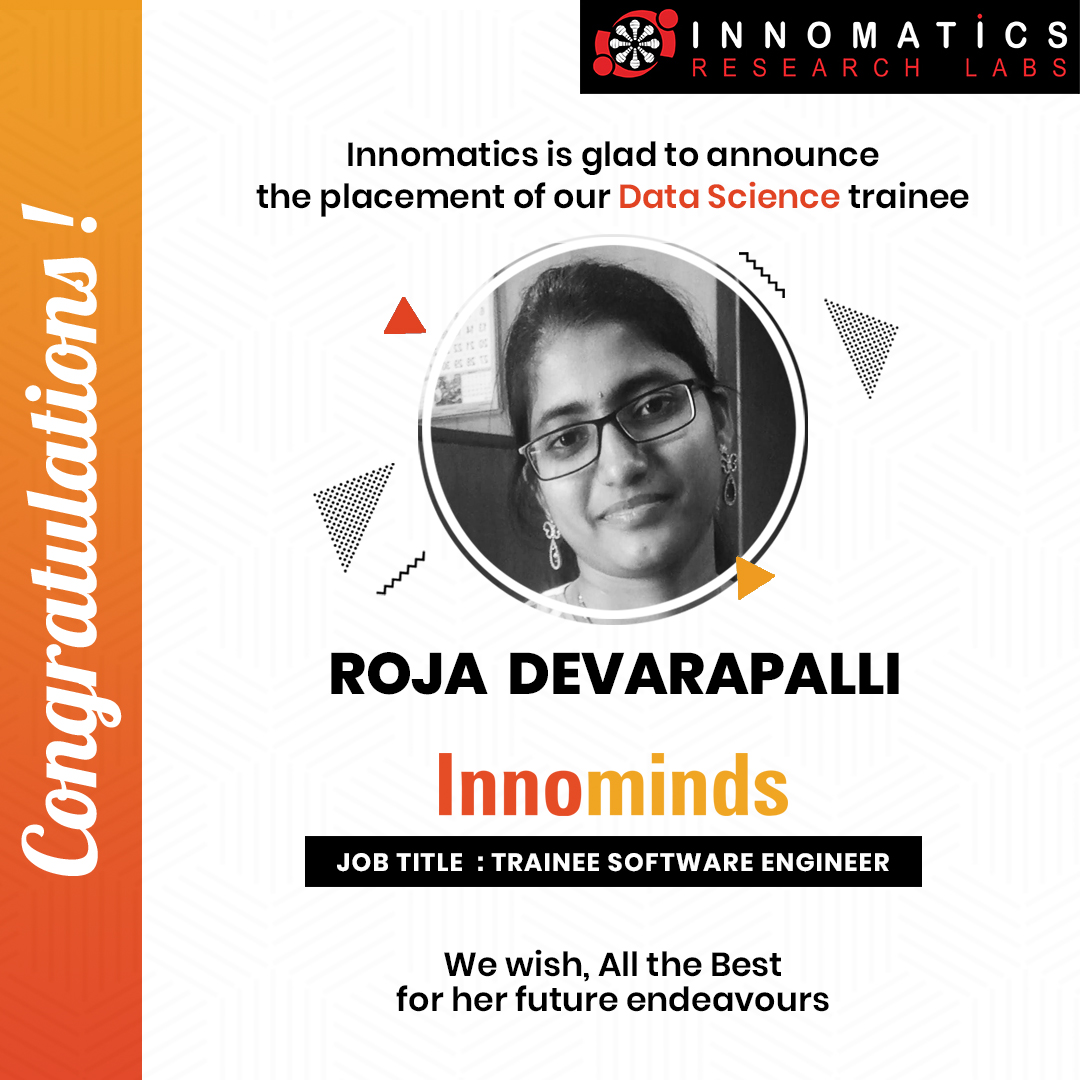 INNOMATICS
RESEARCH LABS
Congratulations !
Innomatics is glad to announce
the placement of our Data Science trainee
ROJA DEVARAPALLI
Innominds
JOB TITLE : TRAINEE SOFTWARE ENGINEER
We wish, All the Best
for her future endeavours